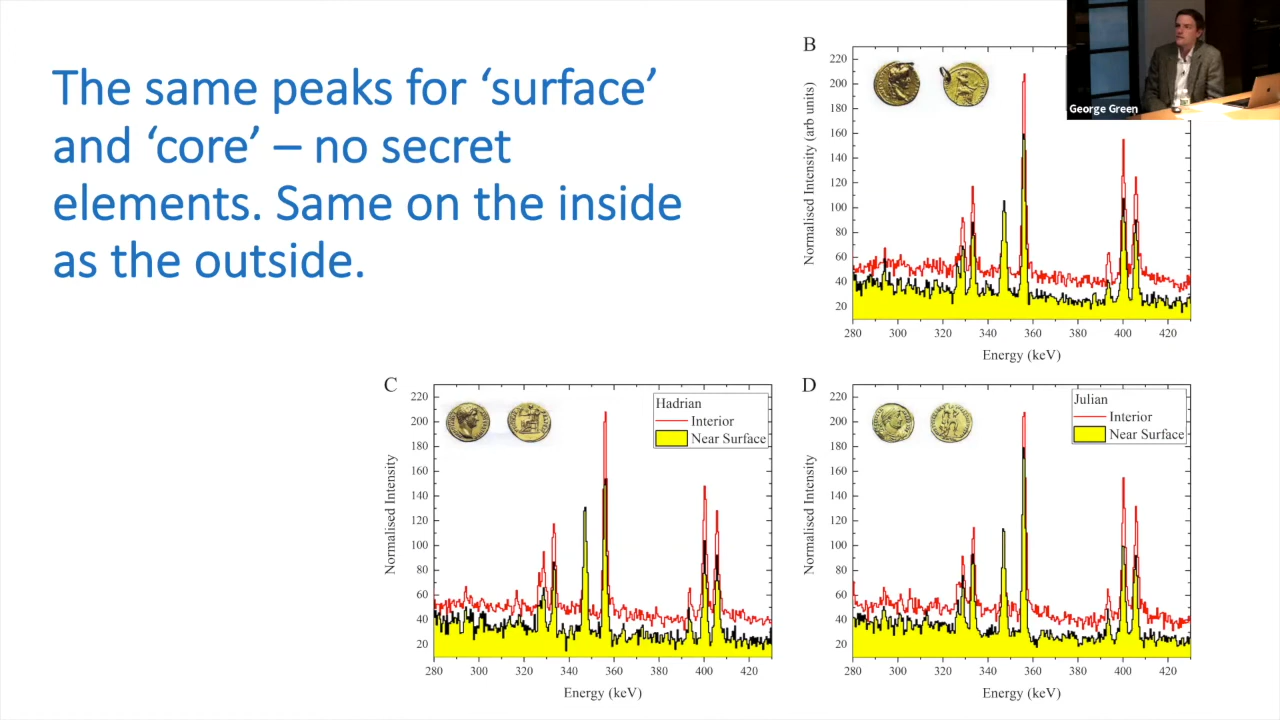 The same peaks for ‘surface’
and ‘core’ – no secret
elements. Same on the inside
as the outside.
George Green
B
Normalised Intensity (arb units)
220
200
180
160
140
120
100
80
60
40
20
280 300 320 340 360 380 400 420
Energy (keV)
C
Normalised Intensity
220
200
180
160
140
120
100
80
60
40
20
Hadrian
Interior
Near Surface
280 300 320 340 360 380 400 420
Energy (keV)
D
Normalised Intensity
220
200
180
160
140
120
100
80
60
40
20
Julian
Interior
Near Surface
280 300 320 340 360 380 400 420
Energy (keV)